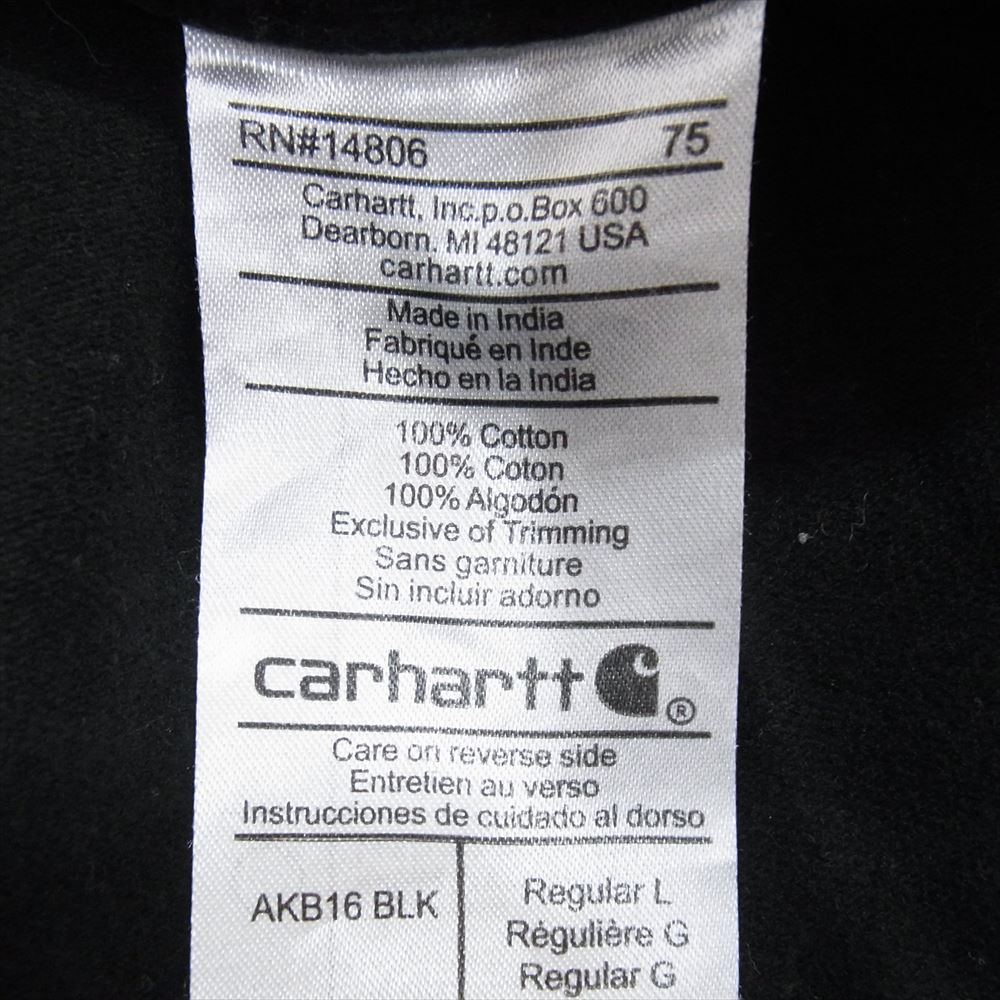 RN#14806 75
Carhartt, Inc.p.o.Box 600
Dearborn. MI 48121 USA
carhartt.com
Made in India
Fabriqué en Inde
Hecho en la India
100% Cotton
100% Coton
100% Algodón
Exclusive of Trimming
Sans garniture
Sin incluir adorno
carhartt ®
Care on reverse side
Entretien au verso
Instrucciones de cuidado al dorso
AKB16 BLK
Regular L
Régulière G
Regular G